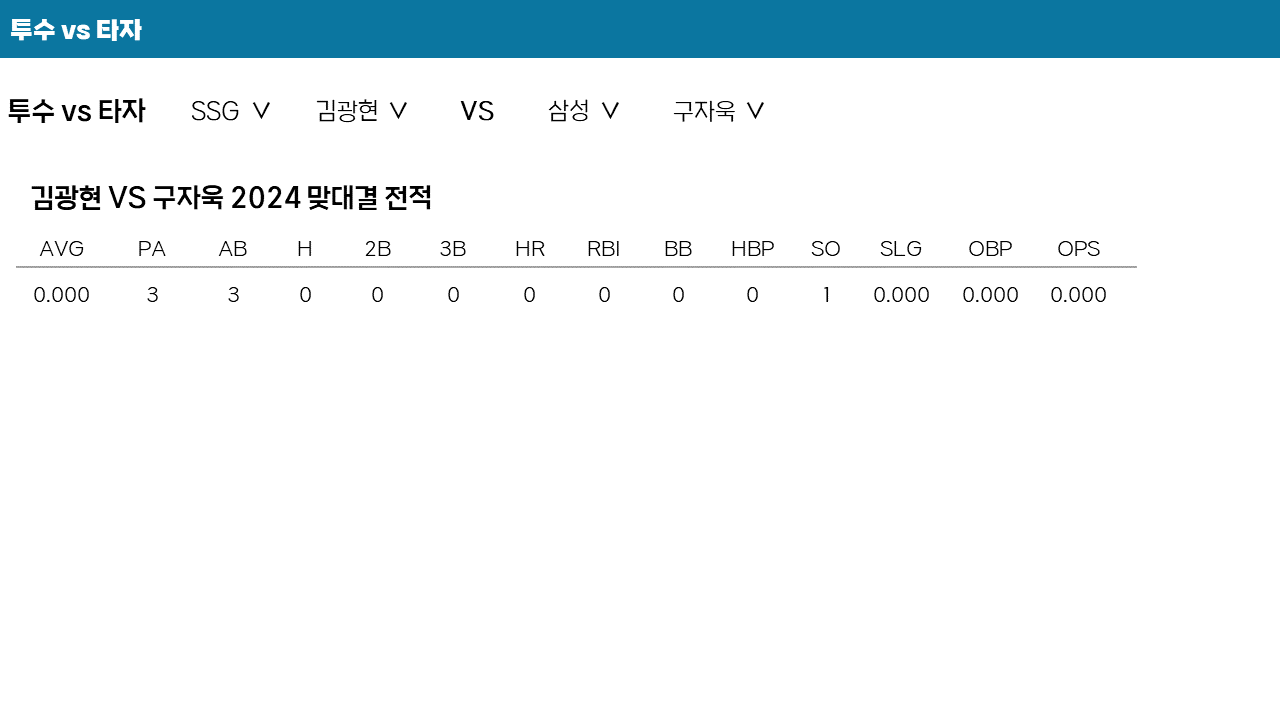 투수 vs 타자
투수 vs 타자 SSG ∨ 김광현 ∨ VS 삼성 ∨ 구자욱 ∨
김광현 VS 구자욱 2024 맞대결 전적
AVG PA AB H 2B 3B HR RBI BB HBP SO SLG OBP OPS
0.000 3 3 0 0 0 0 0 0 0 1 0.000 0.000 0.000